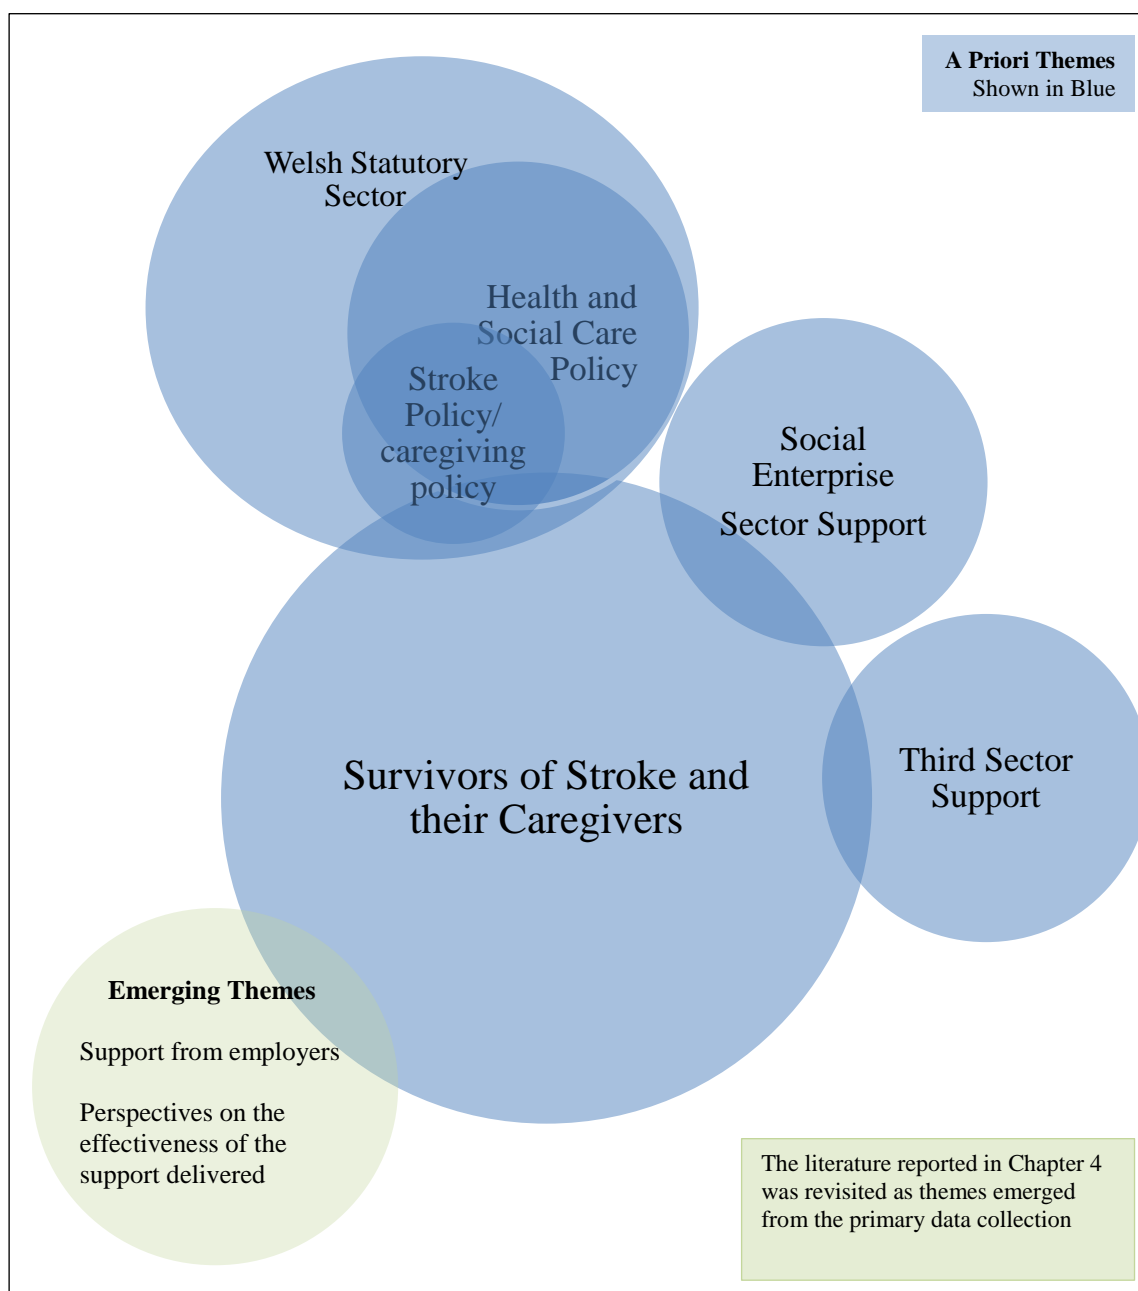 A Priori Themes
Shown in Blue
Welsh Statutory
Sector
Health and
Social Care
Policy
Stroke
Policy/
caregiving
policy
Social
Enterprise
Sector Support
Third Sector
Support
Survivors of Stroke and
their Caregivers
Emerging Themes
Support from employers
Perspectives on the
effectiveness of the
support delivered
The literature reported in Chapter 4
was revisited as themes emerged
from the primary data collection